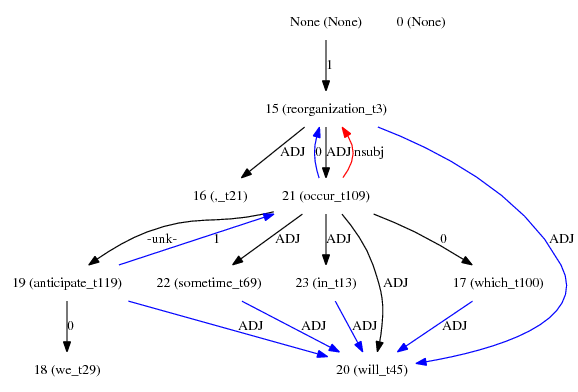 None (None) 0 (None)
1
15 (reorganization_t3)
ADJ 0 ADJ nsubj
16 (,_t21) 21 (occur_t109)
-unk- 1 ADJ ADJ 0 ADJ
ADJ
19 (anticipate_t119) 22 (sometime_t69) 23 (in_t13) 17 (which_t100)
0 ADJ ADJ ADJ ADJ
18 (we_t29) 20 (will_t45)